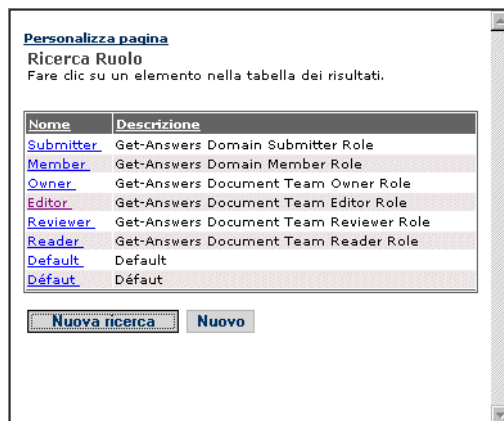 Personalizza pagina
Ricerca Ruolo
Fare clic su un elemento nella tabella dei risultati.
Nome Descrizione
Submitter Get-Answers Domain Submitter Role
Member Get-Answers Domain Member Role
Owner Get-Answers Document Team Owner Role
Editor Get-Answers Document Team Editor Role
Reviewer Get-Answers Document Team Reviewer Role
Reader Get-Answers Document Team Reader Role
Default Default
Défaut Défaut
Nuova ricerca Nuovo